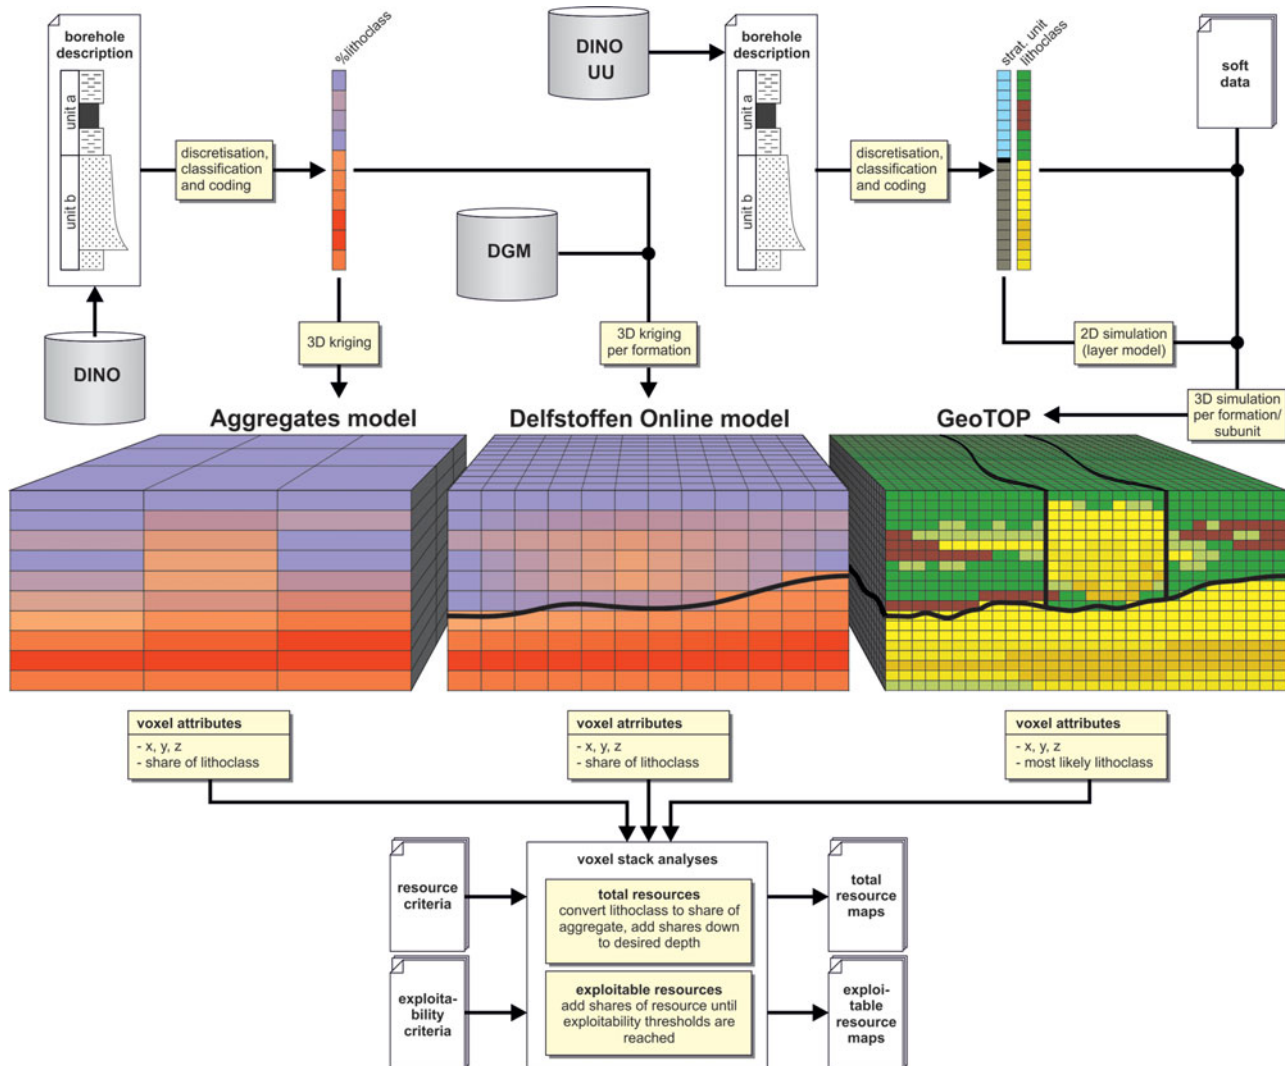 borehole
description
unit a
unit b
%lithoclass
discretisation,
classification
and coding
DINO
3D kriging
DGM
3D kriging
per formation
DINO
UU
borehole
description
unit a
unit b
discretisation,
classification
and coding
strat. unit
lithoclass
soft
data
2D simulation
(layer model)
3D simulation
per formation/
subunit
Aggregates model
Delfstoffen Online model
GeoTOP
voxel attributes
- x, y, z
- share of lithoclass
voxel atrributes
- x, y, z
- share of lithoclass
voxel attributes
- x, y, z
- most likely lithoclass
resource
criteria
exploita-
bility
criteria
voxel stack analyses
total resources
convert lithoclass to share of
aggregate, add shares down
to desired depth
exploitable resources
add shares of resource until
exploitability thresholds are
reached
total
resource
maps
exploi-
table
resource
maps